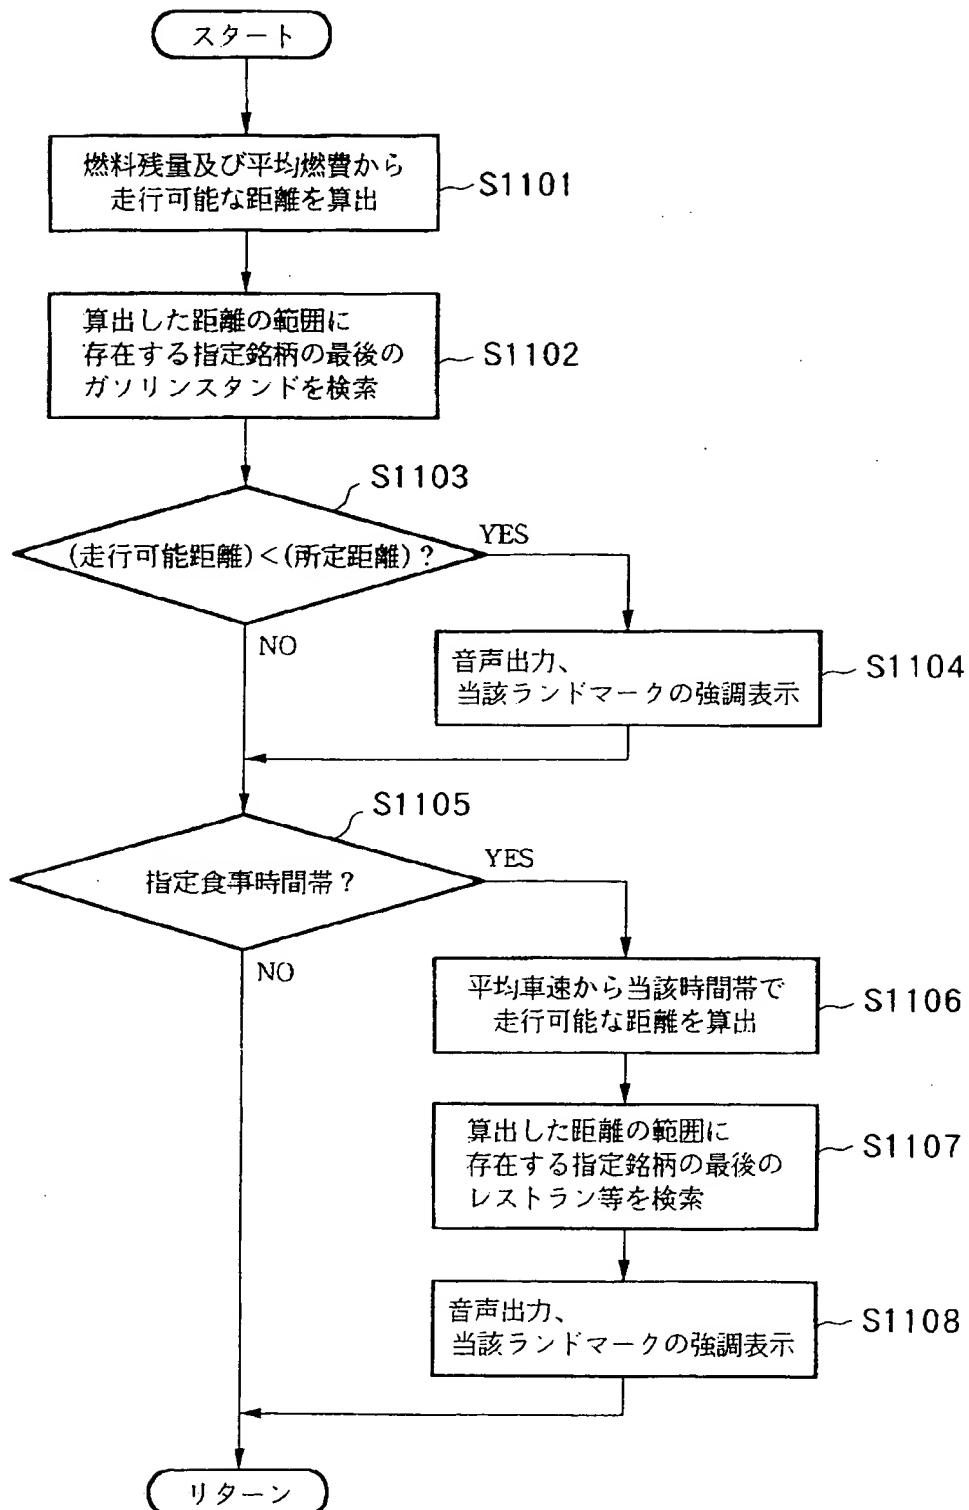 スタート
燃料残量及び平均燃費から
走行可能な距離を算出
S1101
算出した距離の範囲に
存在する指定銘柄の最後の
ガソリンスタンドを検索
S1102
S1103
(走行可能距離)<(所定距離)?
YES
NO
音声出力、
当該ランドマークの強調表示
S1104
S1105
指定食事時間帯?
YES
NO
平均車速から当該時間帯で
走行可能な距離を算出
S1106
算出した距離の範囲に
存在する指定銘柄の最後の
レストラン等を検索
S1107
音声出力、
当該ランドマークの強調表示
S1108
リターン